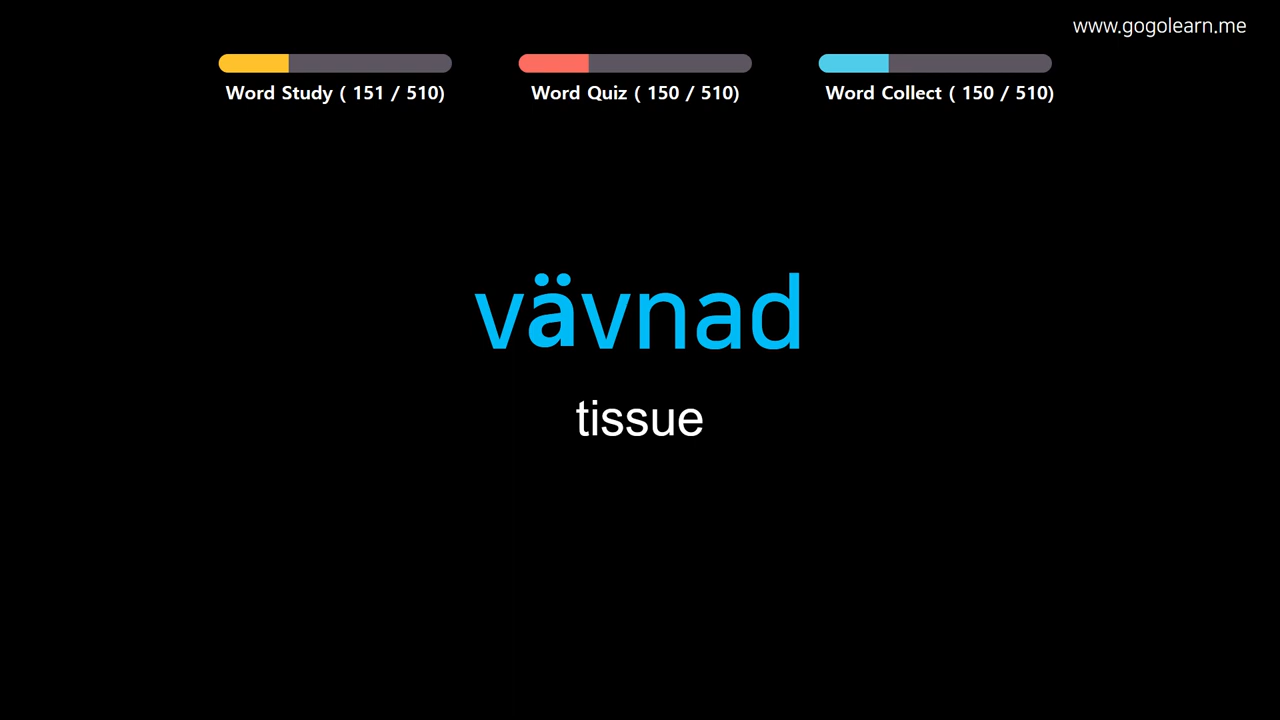 www.gogolearn.me
Word Study ( 151 / 510)
Word Quiz ( 150 / 510)
Word Collect ( 150 / 510)
vävnad
tissue